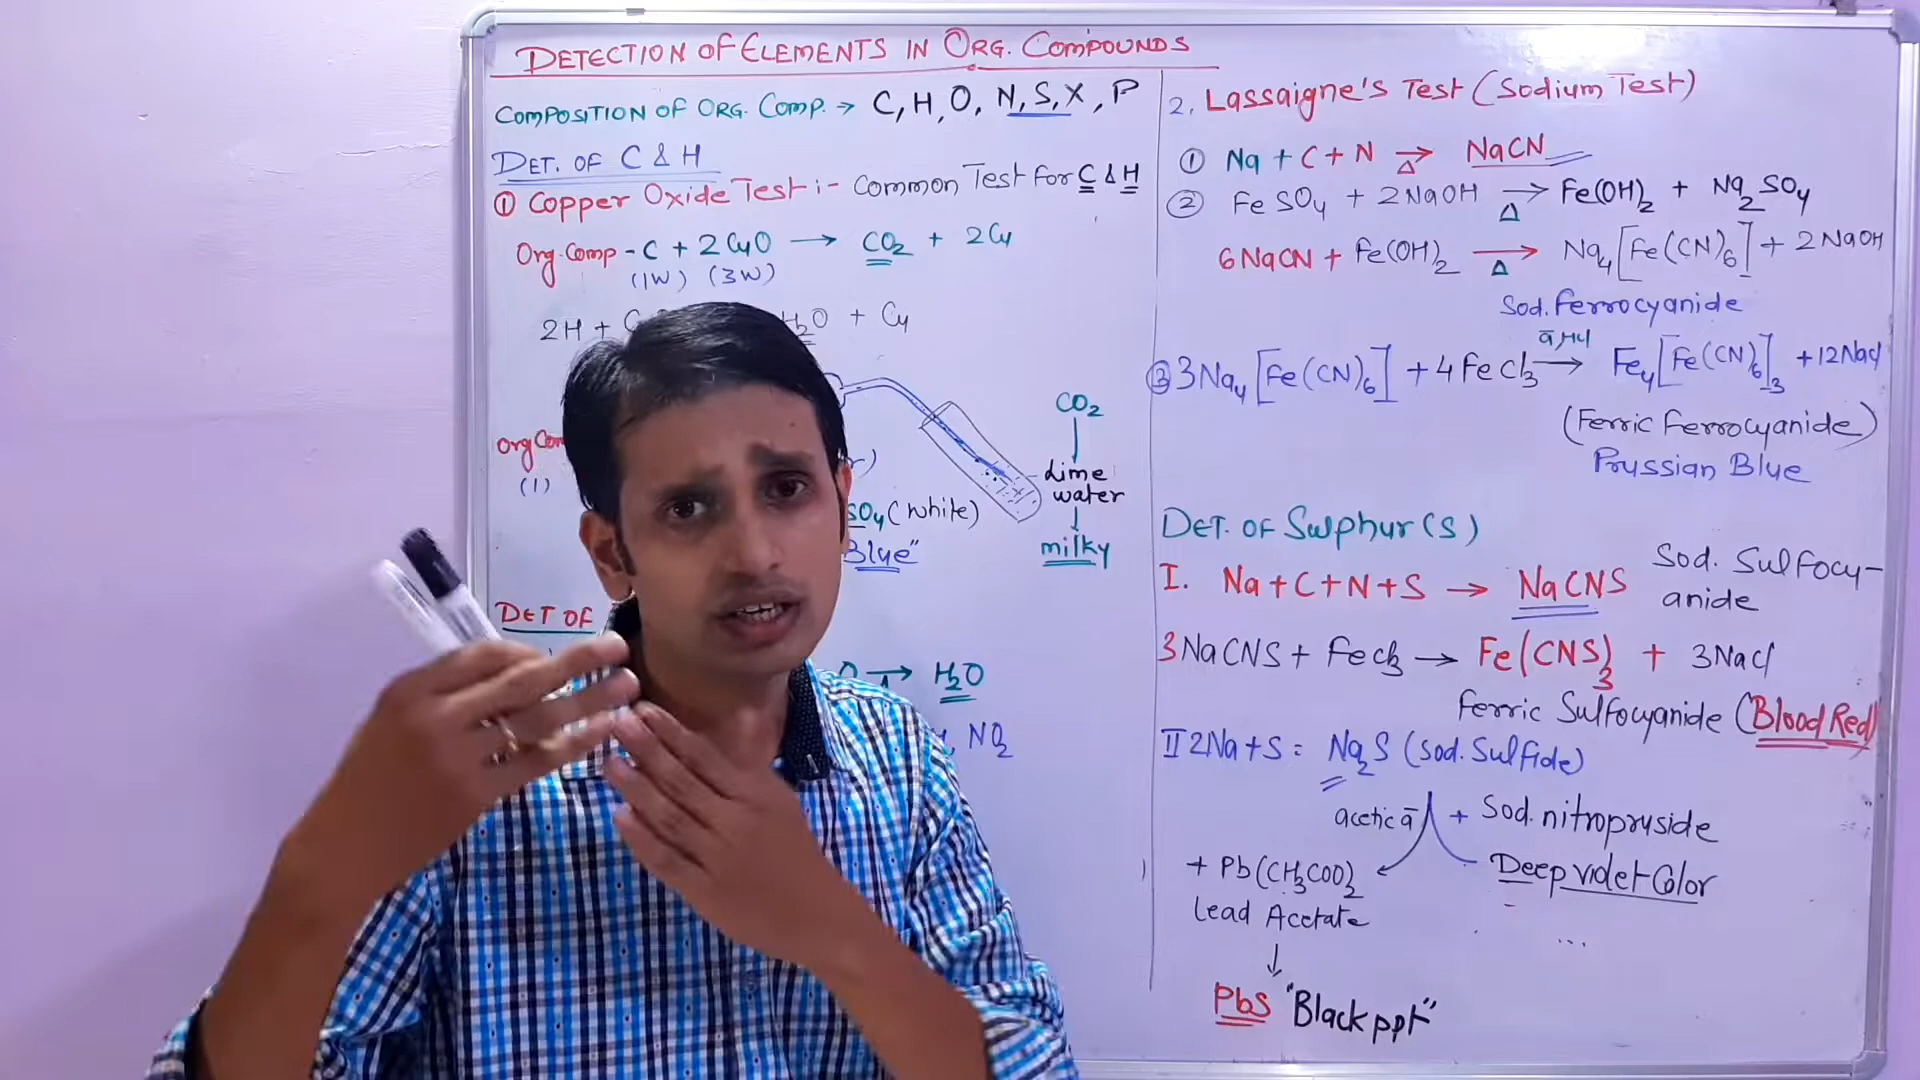 DETECTION OF ELEMENTS IN ORG. COMPOUNDS
COMPOSITION OF ORG. COMP. → C, H, O, N, S, X, P
DET. OF C & H
① Copper Oxide Test :- Common Test for C & H
Org. Comp - C + 2CuO → CO₂ + 2Cu
(1W) (3W)
2H + C H₂O + Cu
Org Com
(1)
CO₂
↓
Lime
water
↓
milky
SO₄ (white)
Blue"
DET OF
O → H₂O
Δ
, NO₂
2. Lassaigne's Test (Sodium Test)
① Na + C + N →Δ NaCN
② FeSO₄ + 2NaOH →Δ Fe(OH)₂ + Na₂SO₄
6NaCN + Fe(OH)₂ →Δ Na₄[Fe(CN)₆] + 2NaOH
Sod. Ferrocyanide
③ 3Na₄[Fe(CN)₆] + 4FeCl₃ →ā, HCl Fe₄[Fe(CN)₆]₃ + 12NaCl
(Ferric Ferrocyanide)
Prussian Blue
DET. OF Sulphur (S)
I. Na + C + N + S → NaCNS Sod. Sulfocy-
anide
3NaCNS + FeCl₃ → Fe(CNS)₃ + 3NaCl
Ferric Sulfocyanide (Blood Red)
II 2Na + S = Na₂S (Sod. Sulfide)
acetic ā + Sod. nitropruside
+ Pb(CH₃COO)₂ Deep violet Color
Lead Acetate
↓
PbS "Black ppt"